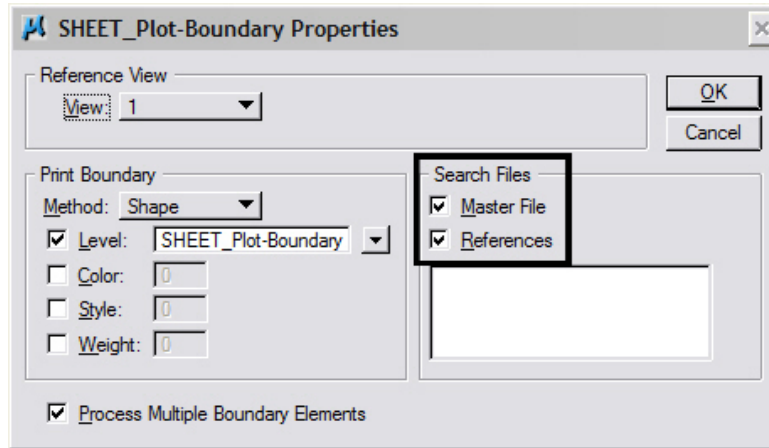 SHEET_Plot-Boundary Properties
Reference View
View: 1
OK
Cancel
Print Boundary
Method: Shape
Level: SHEET_Plot-Boundary
Color: 0
Style: 0
Weight: 0
Search Files
Master File
References
Process Multiple Boundary Elements